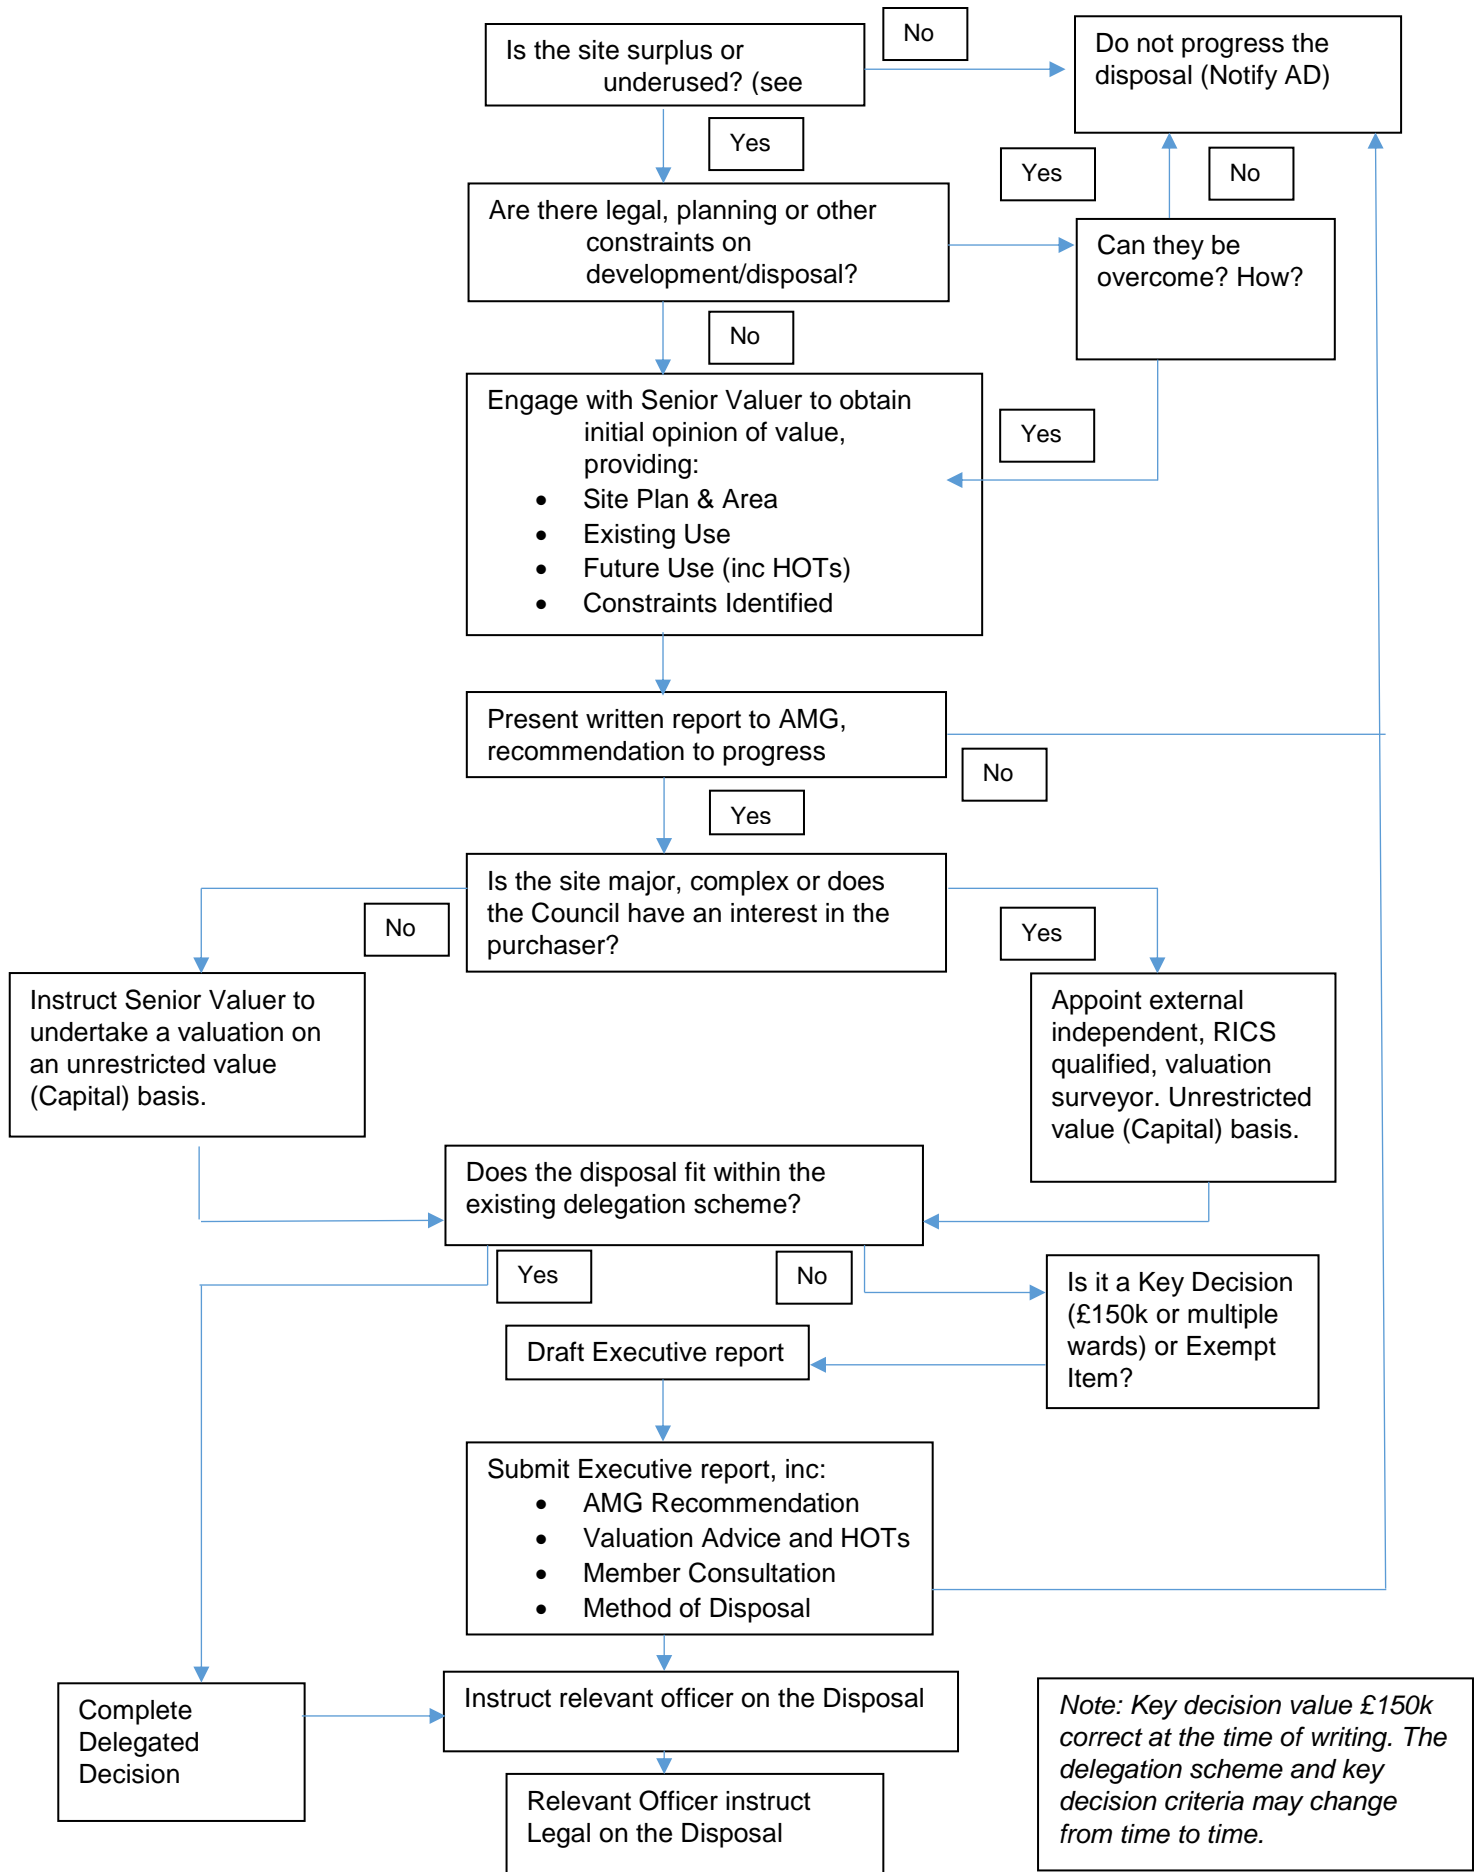 Is the site surplus or
underused? (see
No
Do not progress the
disposal (Notify AD)
Yes
Yes
No
Are there legal, planning or other
constraints on
development/disposal?
Can they be
overcome? How?
No
Engage with Senior Valuer to obtain
initial opinion of value,
providing:
• Site Plan & Area
• Existing Use
• Future Use (inc HOTs)
• Constraints Identified
Yes
Present written report to AMG,
recommendation to progress
No
Yes
Is the site major, complex or does
the Council have an interest in the
purchaser?
No
Yes
Instruct Senior Valuer to
undertake a valuation on
an unrestricted value
(Capital) basis.
Appoint external
independent, RICS
qualified, valuation
surveyor. Unrestricted
value (Capital) basis.
Does the disposal fit within the
existing delegation scheme?
Yes
No
Is it a Key Decision
(£150k or multiple
wards) or Exempt
Item?
Draft Executive report
Submit Executive report, inc:
• AMG Recommendation
• Valuation Advice and HOTs
• Member Consultation
• Method of Disposal
Complete
Delegated
Decision
Instruct relevant officer on the Disposal
Relevant Officer instruct
Legal on the Disposal
Note: Key decision value £150k
correct at the time of writing. The
delegation scheme and key
decision criteria may change
from time to time.